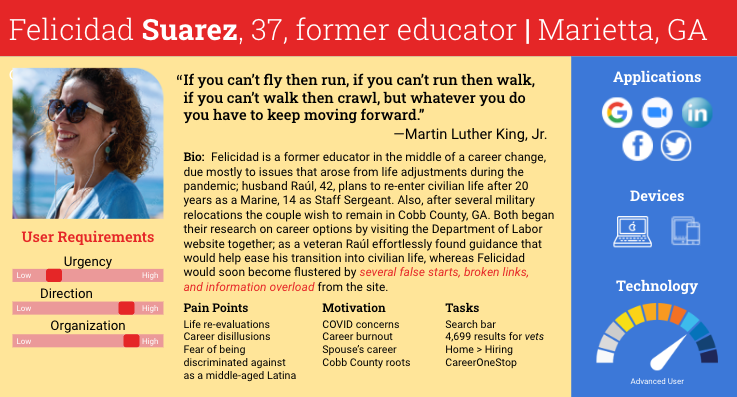 Felicidad Suarez, 37, former educator | Marietta, GA
“If you can’t fly then run, if you can’t run then walk,
if you can’t walk then crawl, but whatever you do
you have to keep moving forward.”
—Martin Luther King, Jr.
Bio: Felicidad is a former educator in the middle of a career change,
due mostly to issues that arose from life adjustments during the
pandemic; husband Raúl, 42, plans to re-enter civilian life after 20
years as a Marine, 14 as Staff Sergeant. Also, after several military
relocations the couple wish to remain in Cobb County, GA. Both began
their research on career options by visiting the Department of Labor
website together; as a veteran Raúl effortlessly found guidance that
would help ease his transition into civilian life, whereas Felicidad
would soon become flustered by several false starts, broken links,
and information overload from the site.
User Requirements
Urgency
Low High
Direction
Low High
Organization
Low High
Pain Points
Life re-evaluations
Career disillusions
Fear of being
discriminated against
as a middle-aged Latina
Motivation
COVID concerns
Career burnout
Spouse’s career
Cobb County roots
Tasks
Search bar
4,699 results for vets
Home > Hiring
CareerOneStop
Applications
G
in
f
Devices
Technology
Advanced User